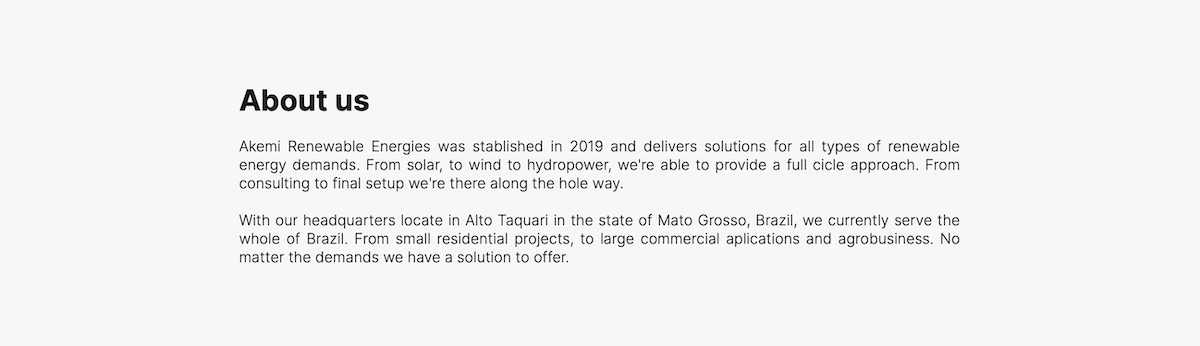 About us
Akemi Renewable Energies was stablished in 2019 and delivers solutions for all types of renewable
energy demands. From solar, to wind to hydropower, we're able to provide a full cicle approach. From
consulting to final setup we're there along the hole way.
With our headquarters locate in Alto Taquari in the state of Mato Grosso, Brazil, we currently serve the
whole of Brazil. From small residential projects, to large commercial aplications and agrobusiness. No
matter the demands we have a solution to offer.